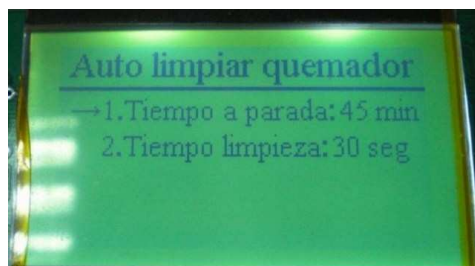 Auto limpiar quemador
→1.Tiempo a parada:45 min
2.Tiempo limpieza:30 seg